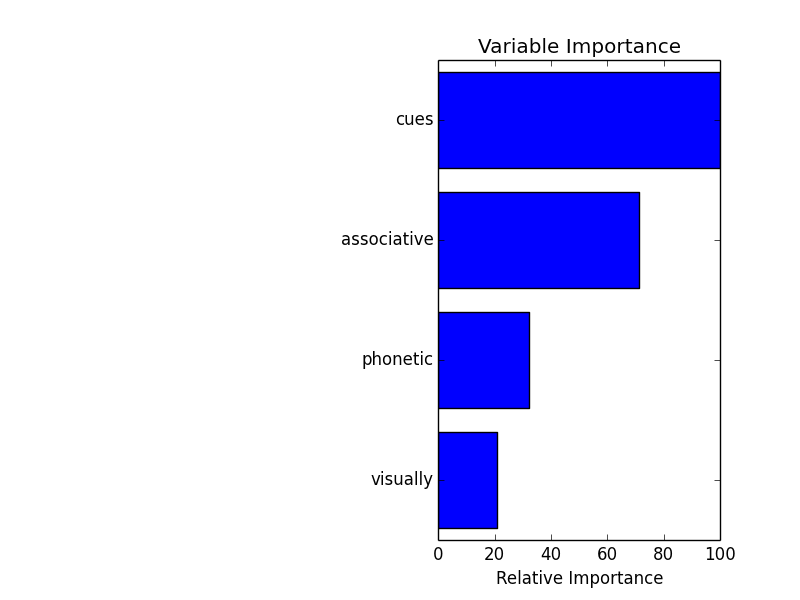 Variable Importance
cues
associative
phonetic
visually
0 20 40 60 80 100
Relative Importance